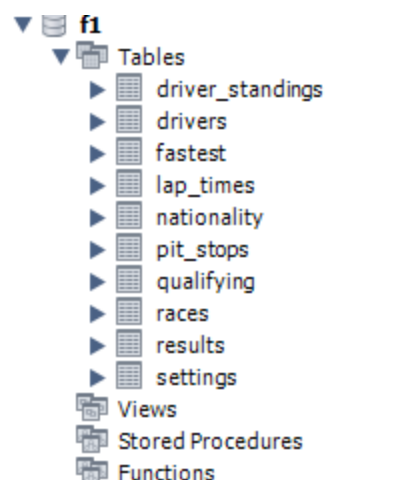 f1
Tables
driver_standings
drivers
fastest
lap_times
nationality
pit_stops
qualifying
races
results
settings
Views
Stored Procedures
Functions